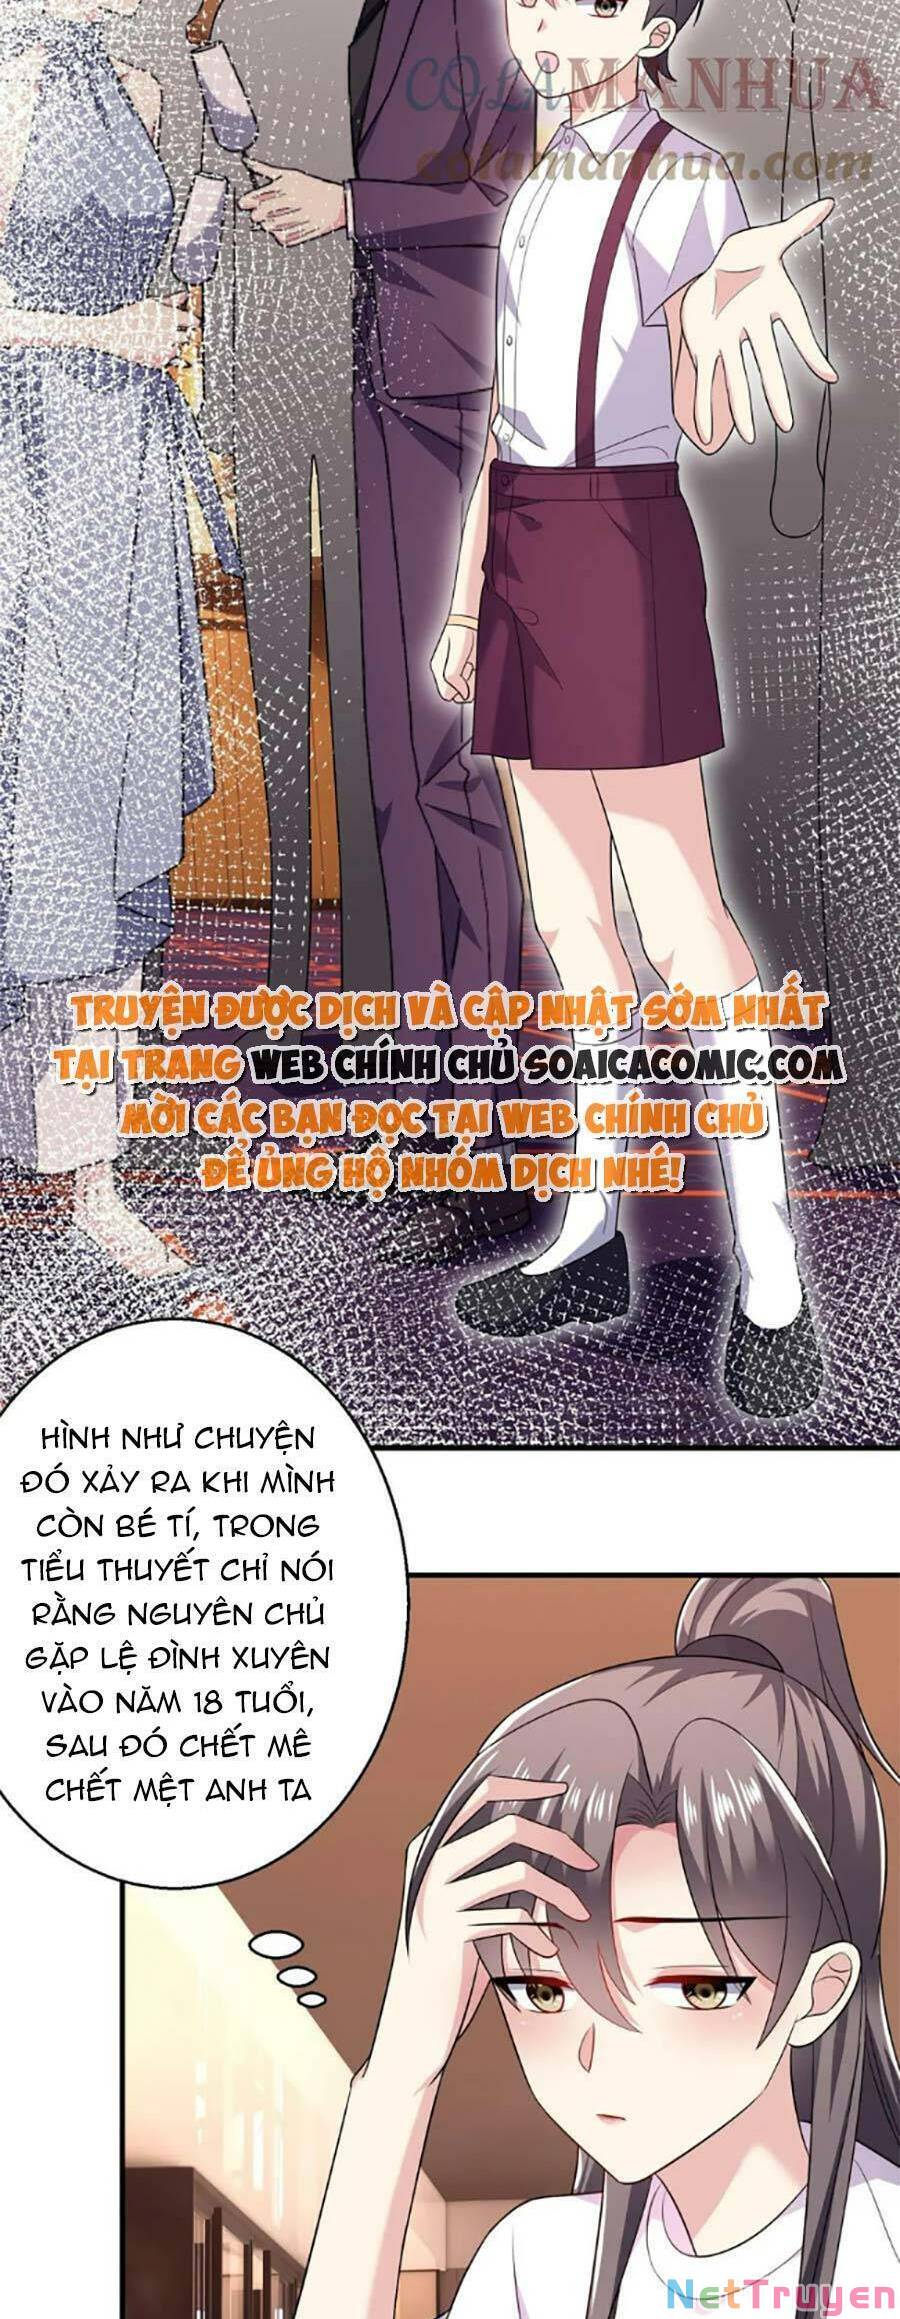 COLAMANHUA
colamanhua.com
TRUYỆN ĐƯỢC DỊCH VÀ CẬP NHẬT SỚM NHẤT
TẠI TRANG WEB CHÍNH CHỦ SOAICACOMIC.COM
MỜI CÁC BẠN ĐỌC TẠI WEB CHÍNH CHỦ
ĐỂ ỦNG HỘ NHÓM DỊCH NHÉ!
HÌNH NHƯ CHUYỆN
ĐÓ XẢY RA KHI MÌNH
CÒN BÉ TÍ, TRONG
TIỂU THUYẾT CHỈ NÓI
RẰNG NGUYÊN CHỦ
GẶP LỆ ĐÌNH XUYÊN
VÀO NĂM 18 TUỔI,
SAU ĐÓ CHẾT MÊ
CHẾT MỆT ANH TA
NetTruyen